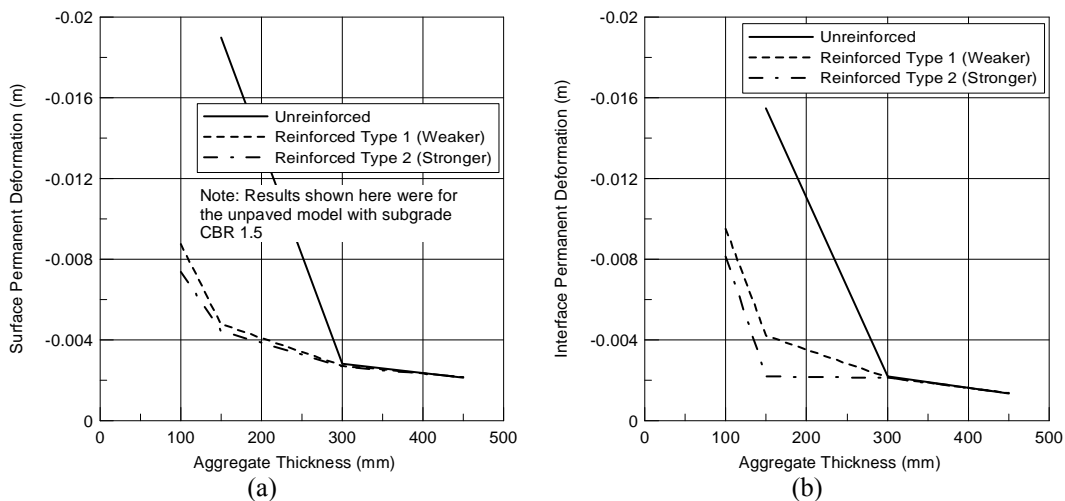 -0.02
-0.016
-0.012
-0.008
-0.004
0
Surface Permanent Deformation (m)
Unreinforced
Reinforced Type 1 (Weaker)
Reinforced Type 2 (Stronger)
Note: Results shown here were for
the unpaved model with subgrade
CBR 1.5
0 100 200 300 400 500
Aggregate Thickness (mm)
(a)
-0.02
-0.016
-0.012
-0.008
-0.004
0
Interface Permanent Deformation (m)
Unreinforced
Reinforced Type 1 (Weaker)
Reinforced Type 2 (Stronger)
0 100 200 300 400 500
Aggregate Thickness (mm)
(b)